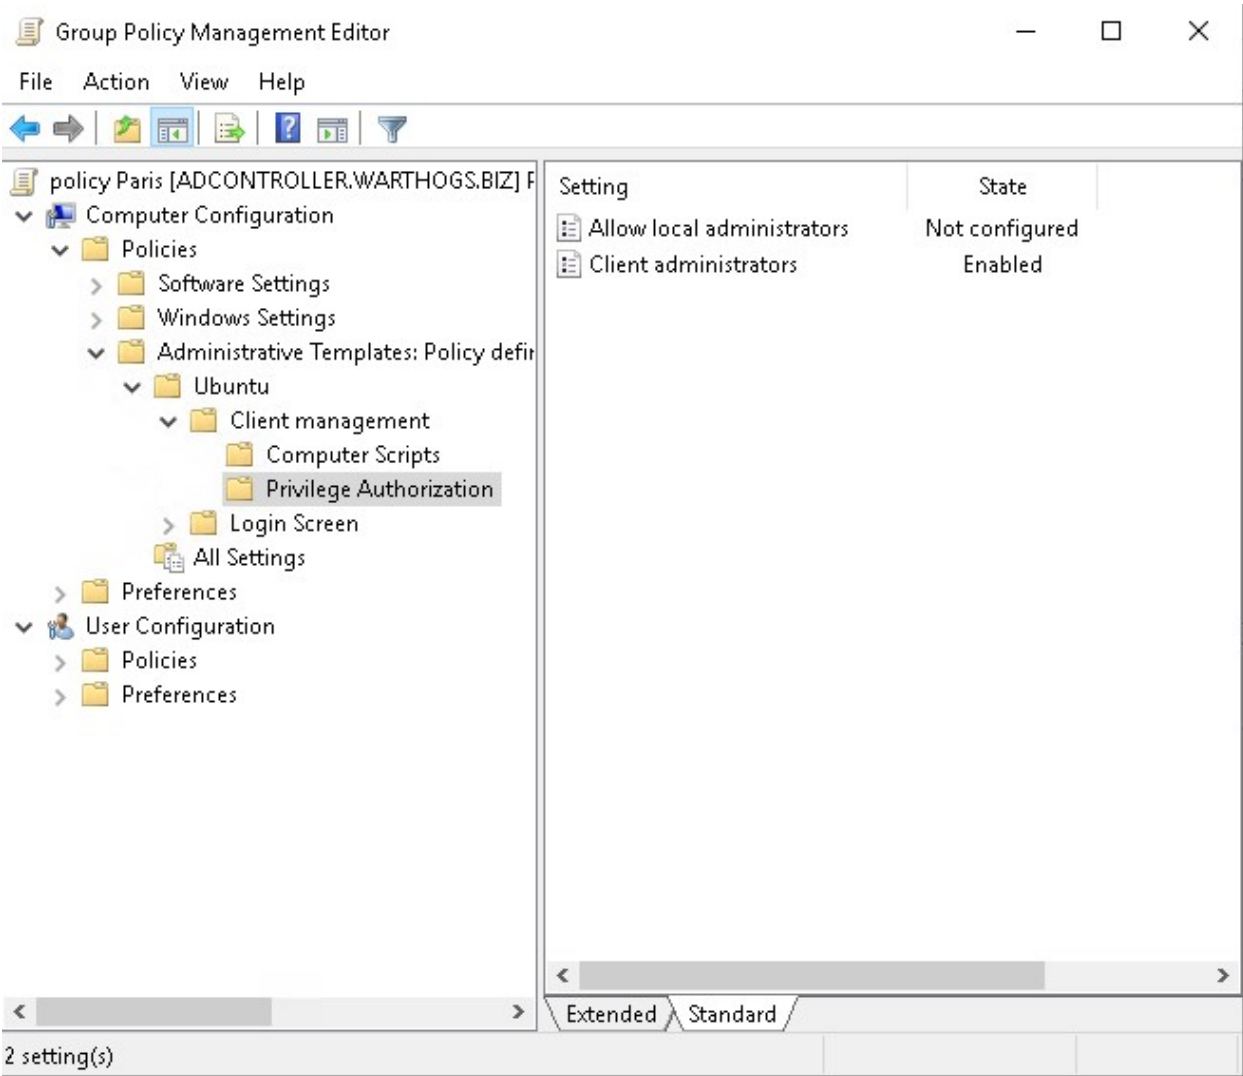 Group Policy Management Editor
File Action View Help
policy Paris [ADCONTROLLER.WARTHOGS.BIZ]
Computer Configuration
Policies
Software Settings
Windows Settings
Administrative Templates: Policy defin
Ubuntu
Client management
Computer Scripts
Privilege Authorization
Login Screen
All Settings
Preferences
User Configuration
Policies
Preferences
Setting State
Allow local administrators Not configured
Client administrators Enabled
Extended Standard
2 setting(s)